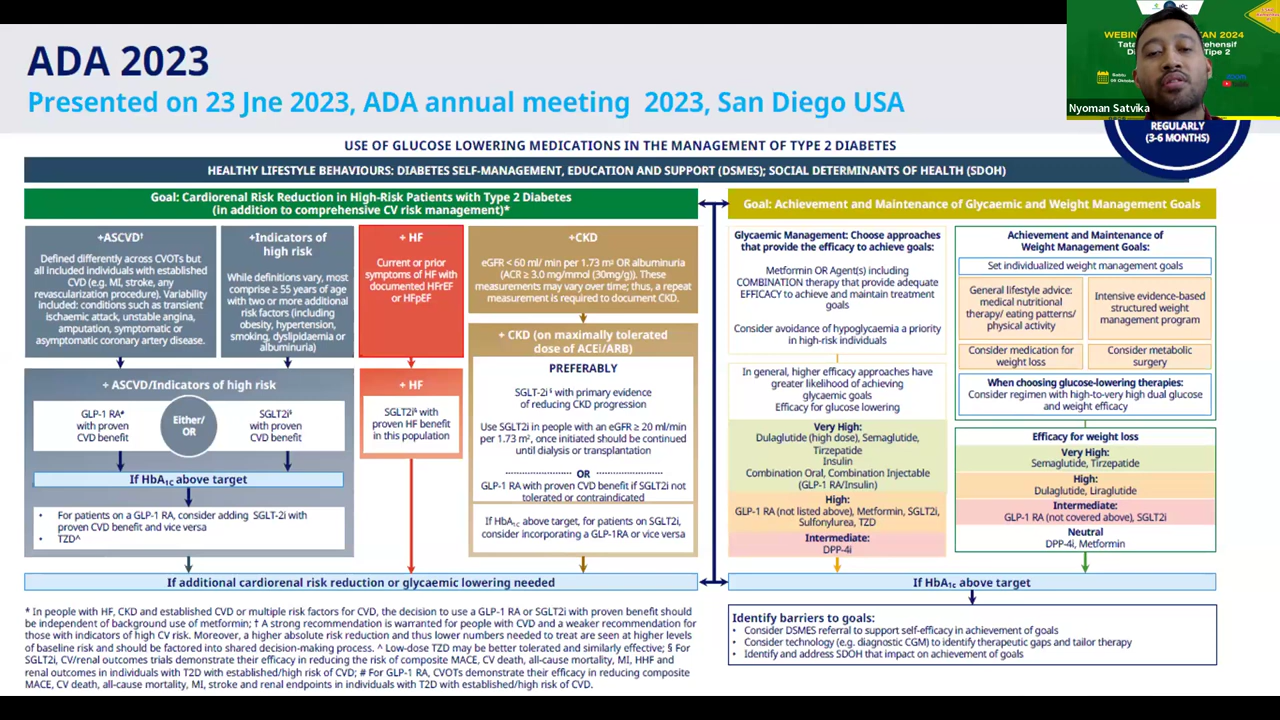 ADA 2023
Presented on 23 Jne 2023, ADA annual meeting 2023, San Diego USA
WEBIN
TAN 2024
Tata
rehensif
Di
Tipe 2
Sabtu
Nyoman Satvika
REGULARLY
(3-6 MONTHS)
USE OF GLUCOSE LOWERING MEDICATIONS IN THE MANAGEMENT OF TYPE 2 DIABETES
HEALTHY LIFESTYLE BEHAVIOURS: DIABETES SELF-MANAGEMENT, EDUCATION AND SUPPORT (DSMES); SOCIAL DETERMINANTS OF HEALTH (SDOH)
Goal: Cardiorenal Risk Reduction in High-Risk Patients with Type 2 Diabetes
(in addition to comprehensive CV risk management)*
+ASCVD†
Defined differently across CVOTs but
all included individuals with established
CVD (e.g. MI, stroke, any
revascularization procedure). Variability
included: conditions such as transient
ischaemic attack, unstable angina,
amputation, symptomatic or
asymptomatic coronary artery disease.
+Indicators of
high risk
While definitions vary, most
comprise ≥ 55 years of age
with two or more additional
risk factors (including
obesity, hypertension,
smoking, dyslipidaemia or
albuminuria)
+ HF
Current or prior
symptoms of HF with
documented HFrEF
or HFpEF
+CKD
eGFR < 60 ml/ min per 1.73 m² OR albuminuria
(ACR ≥ 3.0 mg/mmol (30mg/g)). These
measurements may vary over time; thus, a repeat
measurement is required to document CKD.
+ ASCVD/Indicators of high risk
GLP-1 RA#
with proven
CVD benefit
Either/
OR
SGLT2i§
with proven
CVD benefit
If HbA1c above target
• For patients on a GLP-1 RA, consider adding SGLT-2i with
proven CVD benefit and vice versa
• TZD^
+ HF
SGLT2i§ with
proven HF benefit
in this population
+ CKD (on maximally tolerated
dose of ACEi/ARB)
PREFERABLY
SGLT-2i § with primary evidence
of reducing CKD progression
Use SGLT2i in people with an eGFR ≥ 20 ml/min
per 1.73 m², once initiated should be continued
until dialysis or transplantation
OR
GLP-1 RA with proven CVD benefit if SGLT2i not
tolerated or contraindicated
If HbA1c above target, for patients on SGLT2i,
consider incorporating a GLP-1RA or vice versa
If additional cardiorenal risk reduction or glycaemic lowering needed
Goal: Achievement and Maintenance of Glycaemic and Weight Management Goals
Glycaemic Management: Choose approaches
that provide the efficacy to achieve goals:
Metformin OR Agent(s) including
COMBINATION therapy that provide adequate
EFFICACY to achieve and maintain treatment
goals
Consider avoidance of hypoglycaemia a priority
in high-risk individuals
In general, higher efficacy approaches have
greater likelihood of achieving
glycaemic goals
Efficacy for glucose lowering
Very High:
Dulaglutide (high dose), Semaglutide,
Tirzepatide
Insulin
Combination Oral, Combination Injectable
(GLP-1 RA/Insulin)
High:
GLP-1 RA (not listed above), Metformin, SGLT2i,
Sulfonylurea, TZD
Intermediate:
DPP-4i
Achievement and Maintenance of
Weight Management Goals:
Set individualized weight management goals
General lifestyle advice:
medical nutritional
therapy/ eating patterns/
physical activity
Intensive evidence-based
structured weight
management program
Consider medication for
weight loss
Consider metabolic
surgery
When choosing glucose-lowering therapies:
Consider regimen with high-to-very high dual glucose
and weight efficacy
Efficacy for weight loss
Very High:
Semaglutide, Tirzepatide
High:
Dulaglutide, Liraglutide
Intermediate:
GLP-1 RA (not covered above), SGLT2i
Neutral
DPP-4i, Metformin
If HbA1c above target
Identify barriers to goals:
• Consider DSMES referral to support self-efficacy in achievement of goals
• Consider technology (e.g. diagnostic CGM) to identify therapeutic gaps and tailor therapy
• Identify and address SDOH that impact on achievement of goals
* In people with HF, CKD and established CVD or multiple risk factors for CVD, the decision to use a GLP-1 RA or SGLT2i with proven benefit should
be independent of background use of metformin; † A strong recommendation is warranted for people with CVD and a weaker recommendation for
those with indicators of high CV risk. Moreover, a higher absolute risk reduction and thus lower numbers needed to treat are seen at higher levels
of baseline risk and should be factored into shared decision-making process. ^ Low-dose TZD may be better tolerated and similarly effective; § For
SGLT2i, CV/renal outcomes trials demonstrate their efficacy in reducing the risk of composite MACE, CV death, all-cause mortality, MI, HHF and
renal outcomes in individuals with T2D with established/high risk of CVD; # For GLP-1 RA, CVOTs demonstrate their efficacy in reducing composite
MACE, CV death, all-cause mortality, MI, stroke and renal endpoints in individuals with T2D with established/high risk of CVD.